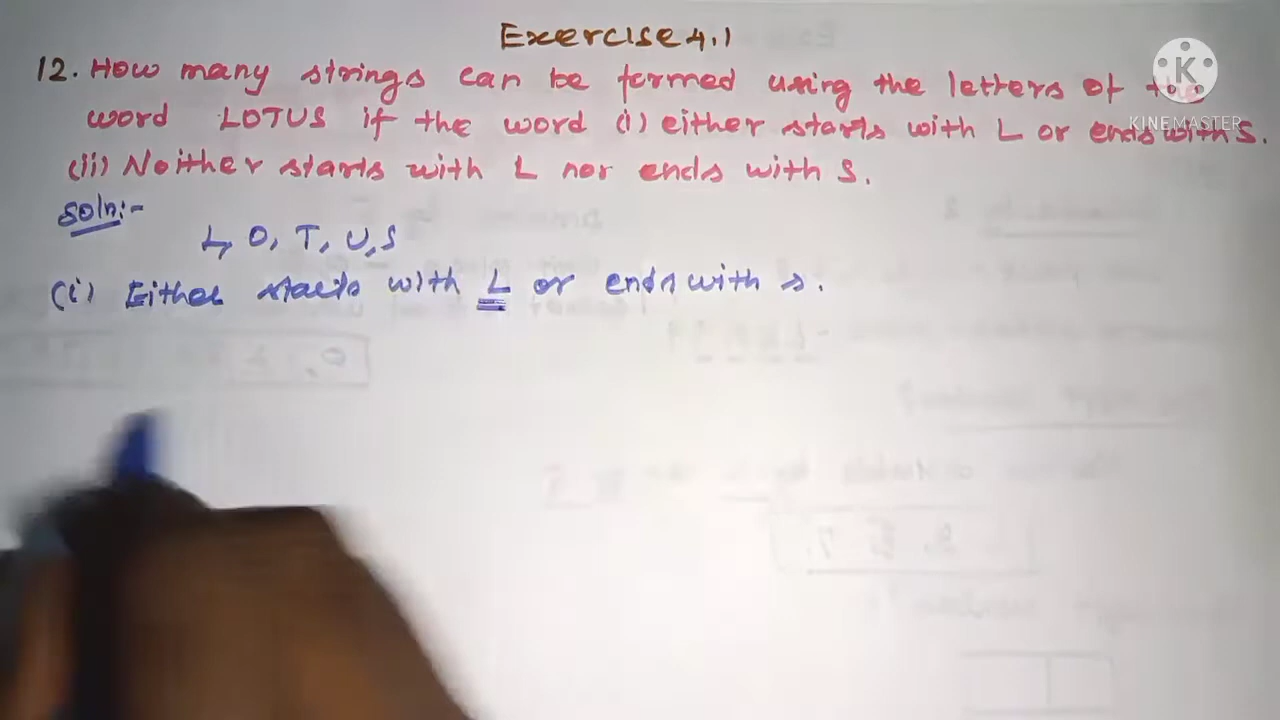 Exercise 4.1
12. How many strings can be formed using the letters of the
word LOTUS if the word (i) either starts with L or ends with S.
(ii) Neither starts with L nor ends with S.
Soln:-
L, O, T, U, S
(i) Either starts with L or ends with s.
K
KINEMASTER